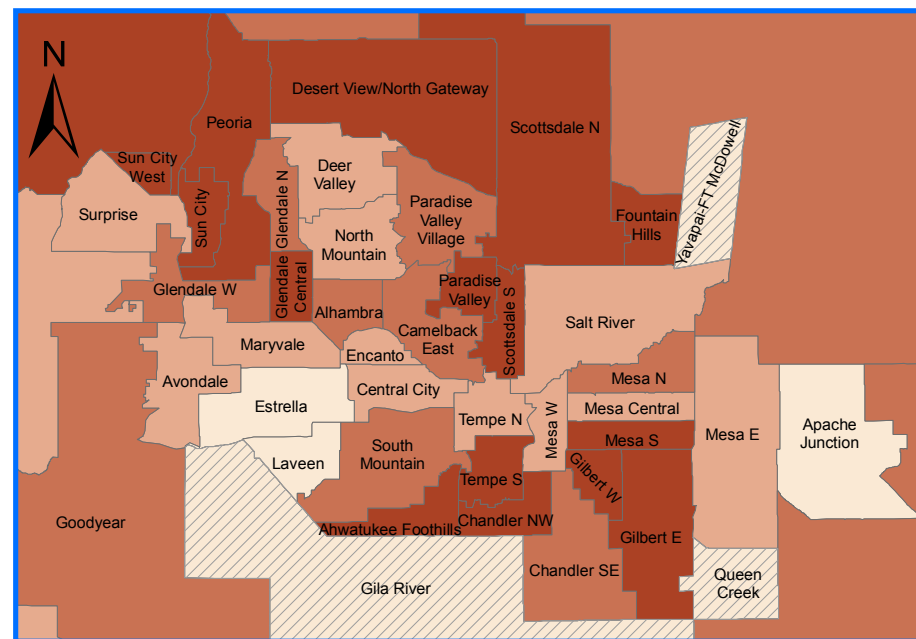 N
Desert View/North Gateway
Peoria
Scottsdale N
Sun City
West
Deer
Valley
Yavapai-FT McDowell
Glendale N
Surprise
Sun City
Paradise
Valley
Village
Fountain
Hills
North
Mountain
Glendale W
Glendale
Central
Paradise
Valley
Scottsdale S
Alhambra
Salt River
Camelback
East
Maryvale
Encanto
Avondale
Central City
Mesa N
Estrella
Mesa Central
Tempe N
Mesa W
Mesa E
Apache
Junction
South
Mountain
Mesa S
Laveen
Gilbert W
Tempe S
Goodyear
Ahwatukee Foothills
Chandler NW
Gilbert E
Chandler SE
Gila River
Queen
Creek